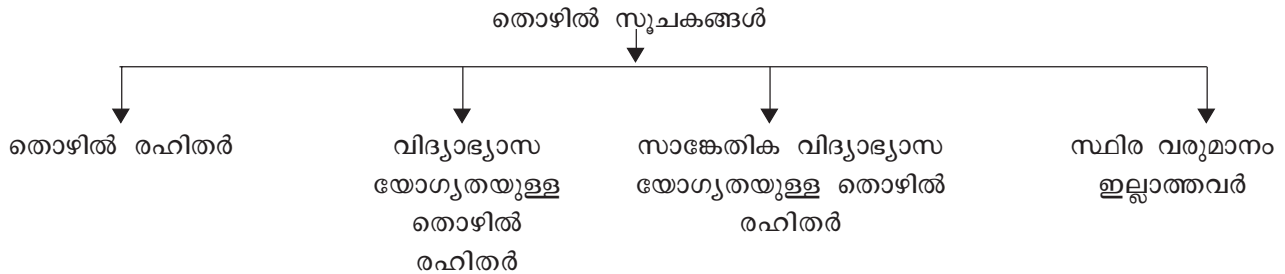 തൊഴിൽ സൂചകങ്ങൾ
തൊഴിൽ രഹിതർ
വിദ്യാഭ്യാസ
യോഗ്യതയുള്ള
തൊഴിൽ
രഹിതർ
സാങ്കേതിക വിദ്യാഭ്യാസ
യോഗ്യതയുള്ള തൊഴിൽ
രഹിതർ
സ്ഥിര വരുമാനം
ഇല്ലാത്തവർ